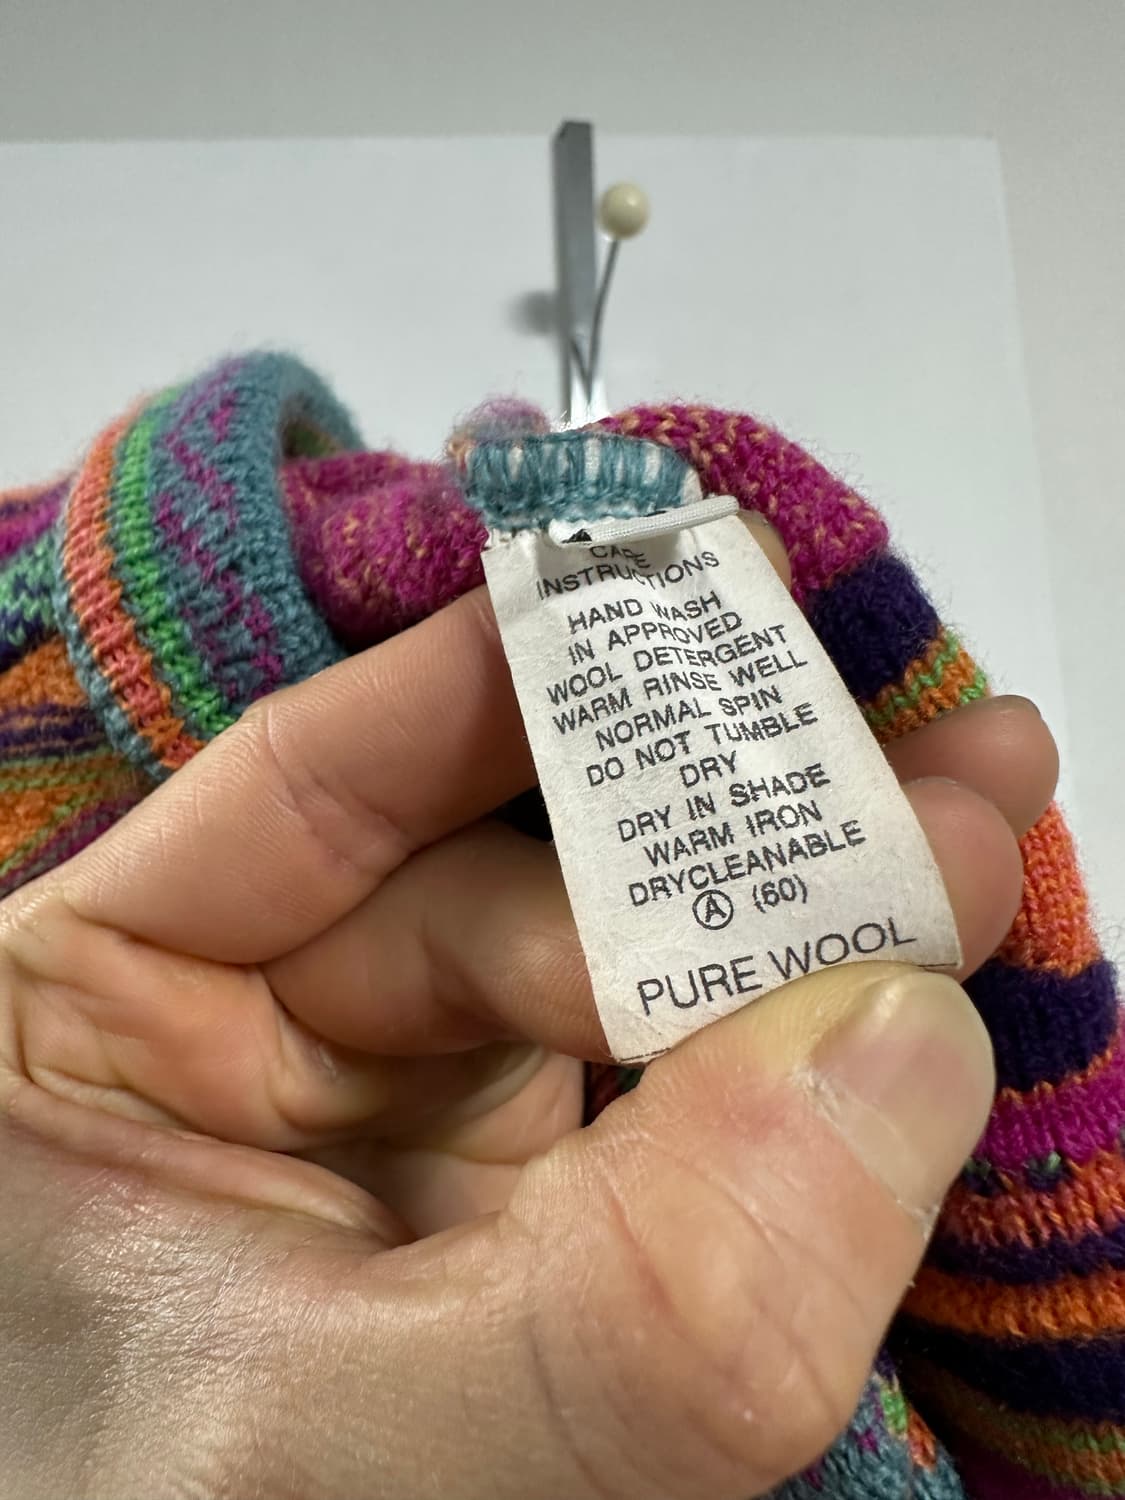 CARE
INSTRUCTIONS
HAND WASH
IN APPROVED
WOOL DETERGENT
WARM RINSE WELL
NORMAL SPIN
DO NOT TUMBLE
DRY
DRY IN SHADE
WARM IRON
DRYCLEANABLE
Ⓐ (60)
PURE WOOL